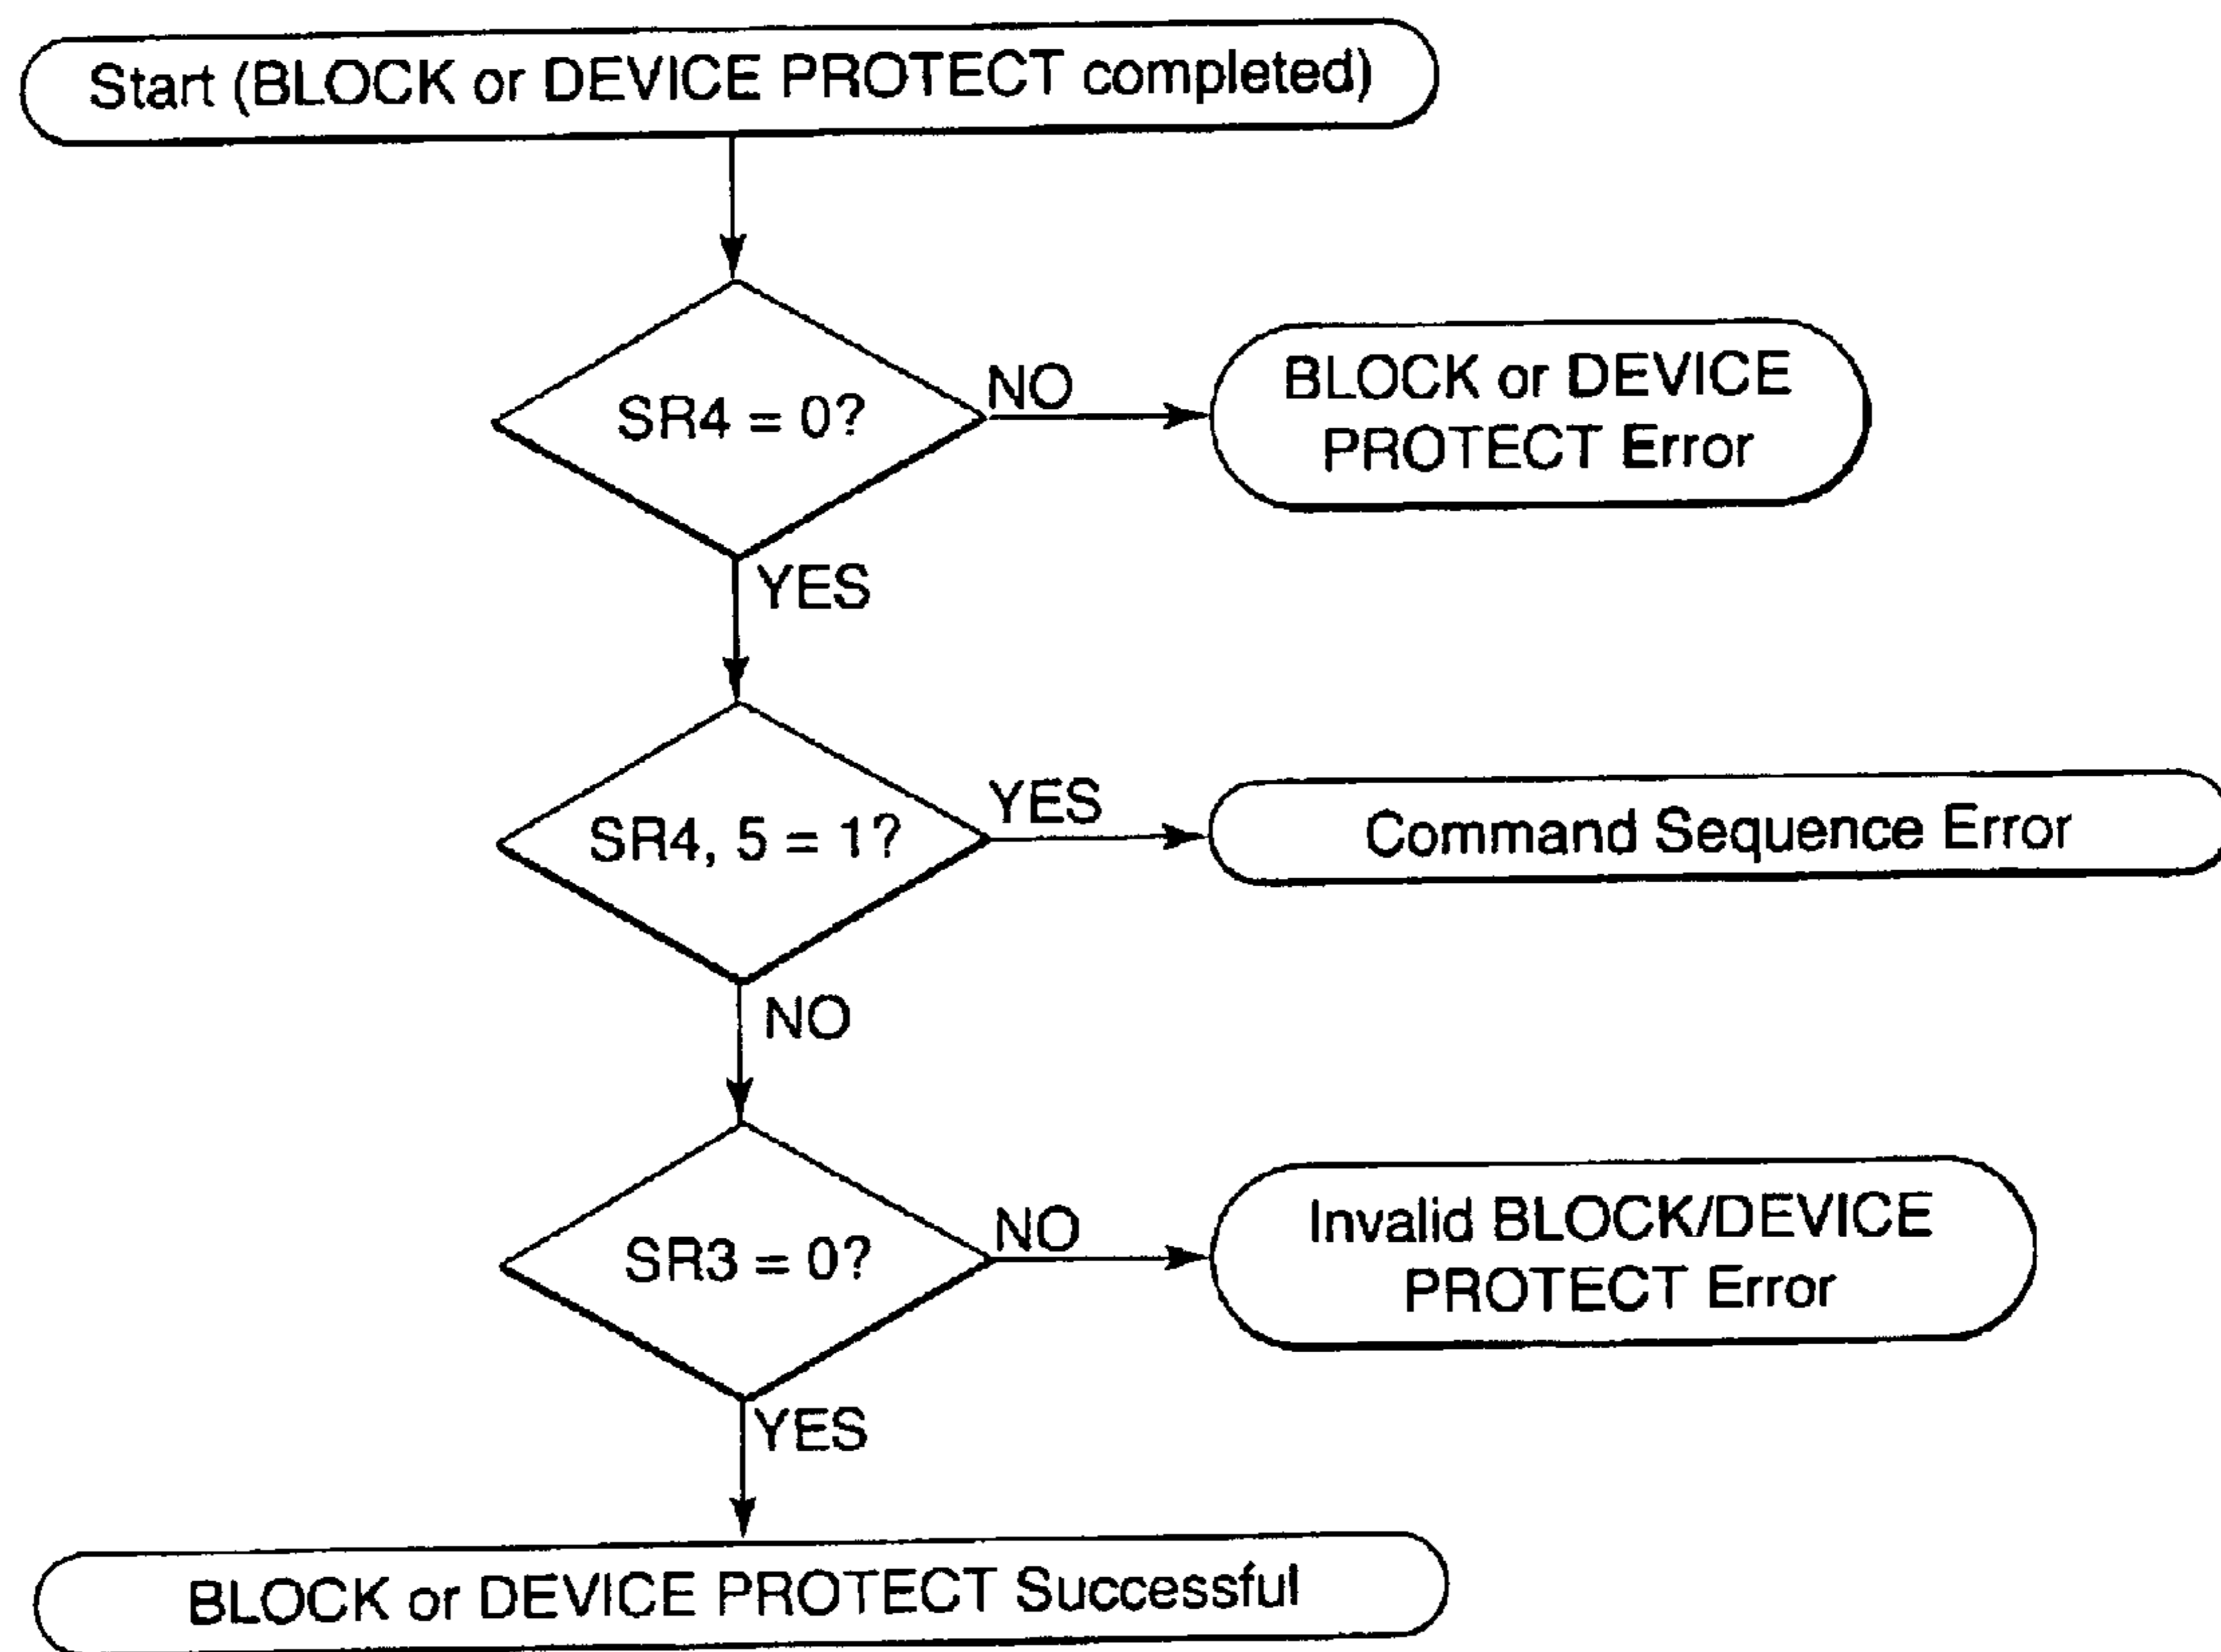 Start (BLOCK or DEVICE PROTECT completed)
SR4 = 0?
NO
BLOCK or DEVICE
PROTECT Error
YES
SR4, 5 = 1?
YES
Command Sequence Error
NO
SR3 = 0?
NO
Invalid BLOCK/DEVICE
PROTECT Error
YES
BLOCK or DEVICE PROTECT Successful